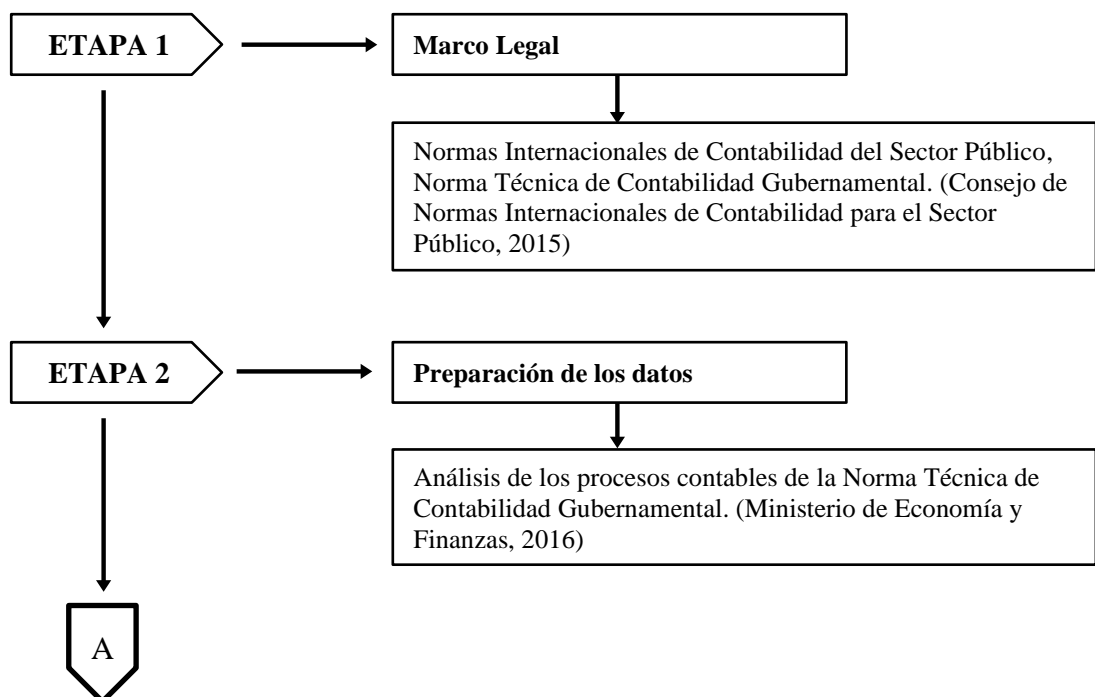 ETAPA 1
Marco Legal
Normas Internacionales de Contabilidad del Sector Público,
Norma Técnica de Contabilidad Gubernamental. (Consejo de
Normas Internacionales de Contabilidad para el Sector
Público, 2015)
ETAPA 2
Preparación de los datos
Análisis de los procesos contables de la Norma Técnica de
Contabilidad Gubernamental. (Ministerio de Economía y
Finanzas, 2016)
A